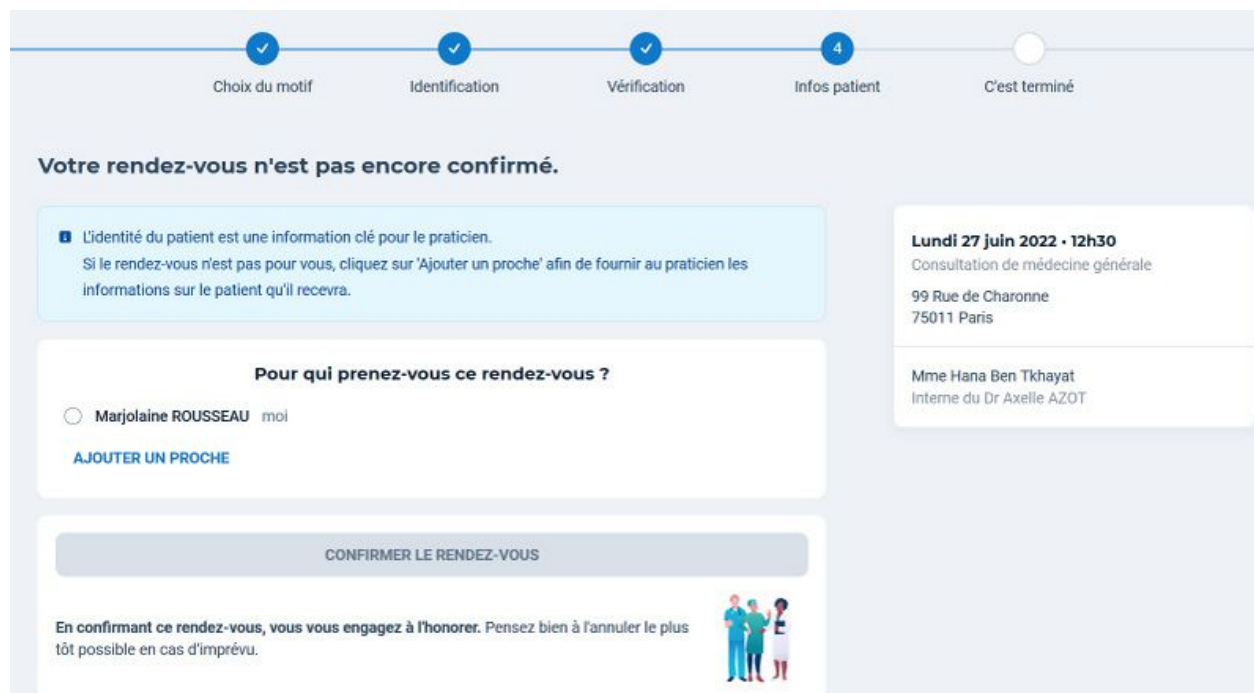 4
Choix du motif
Identification
Vérification
Infos patient
C'est terminé
Votre rendez-vous n'est pas encore confirmé.
L'identité du patient est une information clé pour le praticien.
Si le rendez-vous n'est pas pour vous, cliquez sur 'Ajouter un proche' afin de fournir au praticien les
informations sur le patient qu'il recevra.
Pour qui prenez-vous ce rendez-vous ?
Marjolaine ROUSSEAU moi
AJOUTER UN PROCHE
CONFIRMER LE RENDEZ-VOUS
En confirmant ce rendez-vous, vous vous engagez à l'honorer. Pensez bien à l'annuler le plus
tôt possible en cas d'imprévu.
Lundi 27 juin 2022 • 12h30
Consultation de médecine générale
99 Rue de Charonne
75011 Paris
Mme Hana Ben Tkhayat
Interne du Dr Axelle AZOT